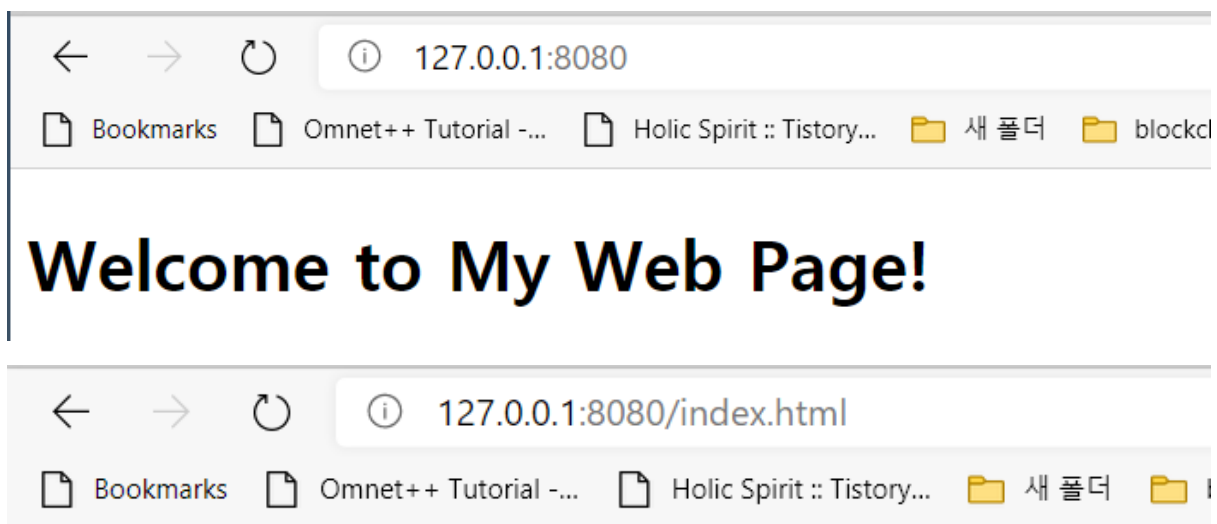 127.0.0.1:8080
Bookmarks Omnet++ Tutorial -... Holic Spirit :: Tistory... 새 폴더
Welcome to My Web Page!
127.0.0.1:8080/index.html
Bookmarks Omnet++ Tutorial -... Holic Spirit :: Tistory... 새 폴더